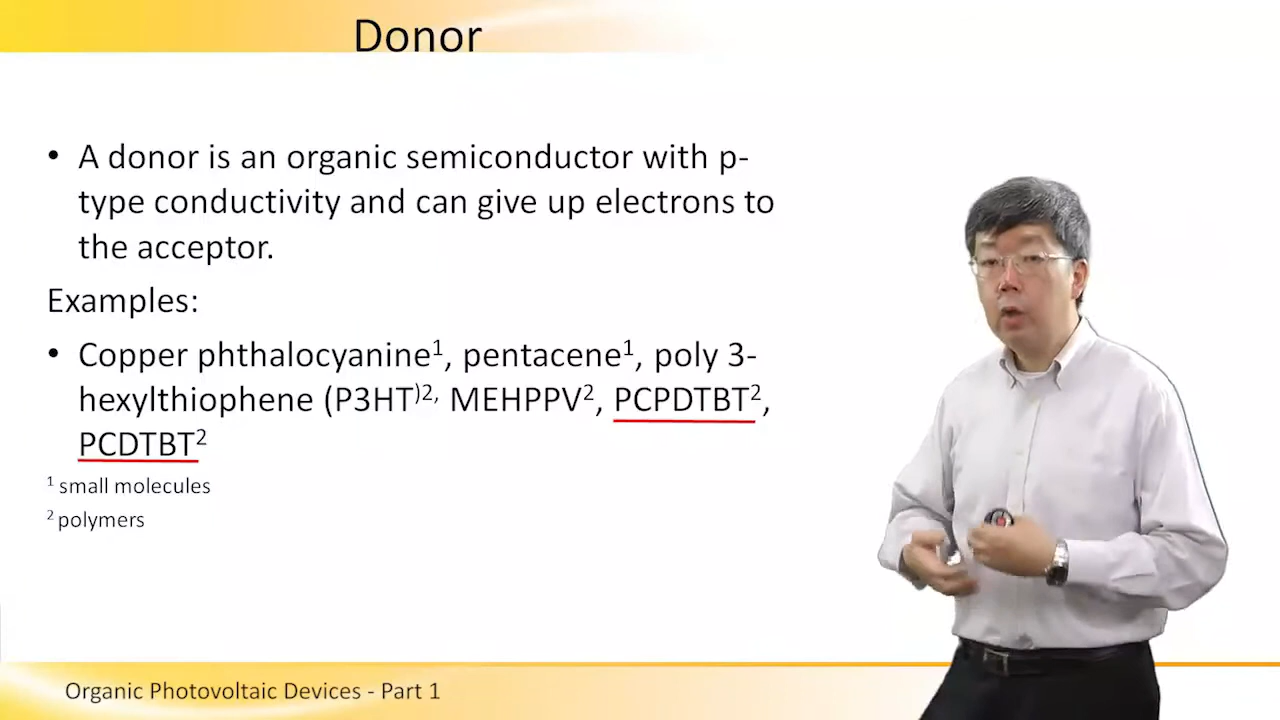 Donor
• A donor is an organic semiconductor with p-
type conductivity and can give up electrons to
the acceptor.
Examples:
• Copper phthalocyanine¹, pentacene¹, poly 3-
hexylthiophene (P3HT⁾², MEHPPV², PCPDTBT²,
PCDTBT²
¹ small molecules
² polymers
Organic Photovoltaic Devices - Part 1